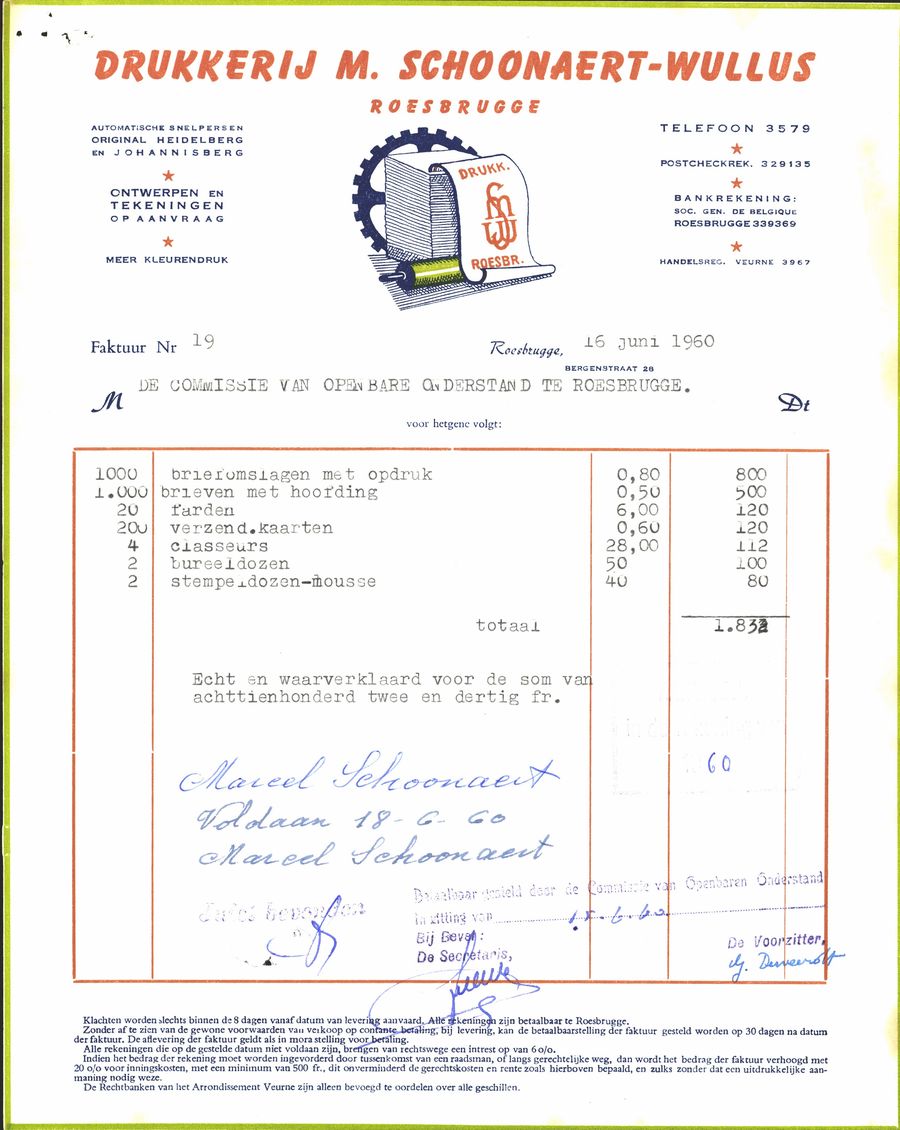 DRUKKERIJ M. SCHOONAERT-WULLUS
ROESBRUGGE
AUTOMATISCHE SNELPERSEN
ORIGINAL HEIDELBERG
EN JOHANNISBERG
ONTWERPEN EN
TEKENINGEN
OP AANVRAAG
MEER KLEURENDRUK
DRUKK.
ROESBR.
TELEFOON 3579
POSTCHECKREK. 329135
BANKREKENING:
SOC. GEN. DE BELGIQUE
ROESBRUGGE 339369
HANDELSREG. VEURNE 3967
Faktuur Nr 19
Roesbrugge, 16 juni 1960
BERGENSTRAAT 28
M DE COMMISSIE VAN OPENBARE ONDERSTAND TE ROESBRUGGE. Dt
voor hetgene volgt:
1000 briefomslagen met opdruk 0,80 800
1.000 brieven met hoofding 0,50 500
20 farden 6,00 120
200 verzend.kaarten 0,60 120
4 classeurs 28,00 112
2 bureeldozen 50 100
2 stempeldozen-mousse 40 80
totaal 1.832
Echt en waarverklaard voor de som van
achttienhonderd twee en dertig fr.
60
Marcel Schoonaert
Voldaan 18-6-60
Marcel Schoonaert
Betaalbaar gesteld door de Commissie van Openbaren Onderstand
in zitting van 18.6.60
Bij Bevel:
De Secretaris,
De Voorzitter,
Klachten worden slechts binnen de 8 dagen vanaf datum van levering aanvaard. Alle rekeningen zijn betaalbaar te Roesbrugge.
Zonder af te zien van de gewone voorwaarden van verkoop op contante betaling, bij levering, kan de betaalbaarstelling der faktuur gesteld worden op 30 dagen na datum
der faktuur. De aflevering der faktuur geldt als in mora stelling voor betaling.
Alle rekeningen die op de gestelde datum niet voldaan zijn, brengen van rechtswege een intrest op van 6 o/o.
Indien het bedrag der rekening moet worden ingevorderd door tussenkomst van een raadsman, of langs gerechtelijke weg, dan wordt het bedrag der faktuur verhoogd met
20 o/o voor inningskosten, met een minimum van 500 fr., dit onverminderd de gerechtskosten en rente zoals hierboven bepaald, en zulks zonder dat een uitdrukkelijke aan-
maning nodig weze.
De Rechtbanken van het Arrondissement Veurne zijn alleen bevoegd te oordelen over alle geschillen.